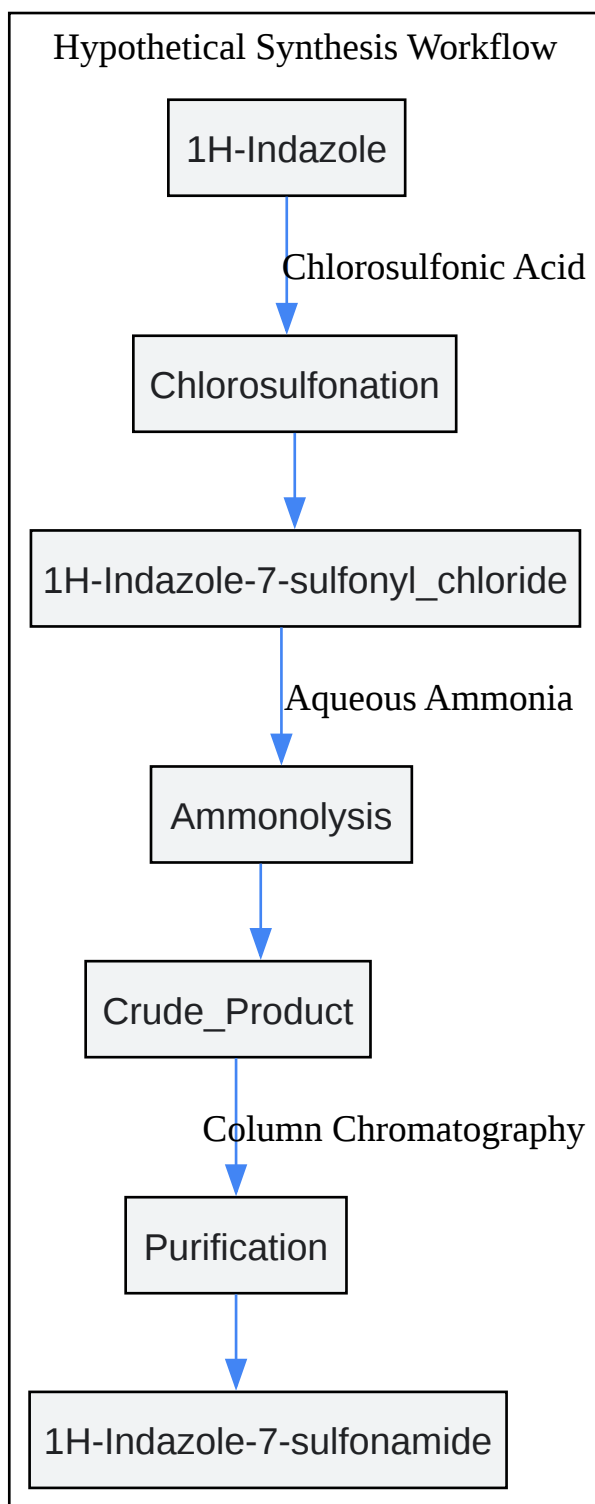 Hypothetical Synthesis Workflow
1H-Indazole
Chlorosulfonic Acid
Chlorosulfonation
1H-Indazole-7-sulfonyl_chloride
Aqueous Ammonia
Ammonolysis
Crude_Product
Column Chromatography
Purification
1H-Indazole-7-sulfonamide